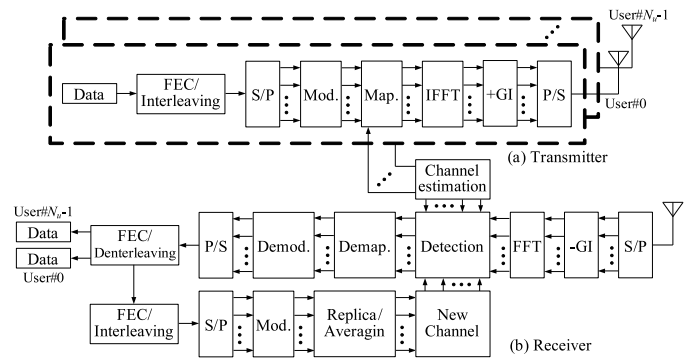 User#Nu-1
Data
FEC/
Interleaving
S/P
Mod.
Map.
IFFT
+GI
P/S
User#0
(a) Transmitter
Channel
estimation
User#Nu-1
Data
Data
User#0
FEC/
Denterleaving
P/S
Demod.
Demap.
Detection
FFT
-GI
S/P
FEC/
Interleaving
S/P
Mod.
Replica/
Averagin
New
Channel
(b) Receiver